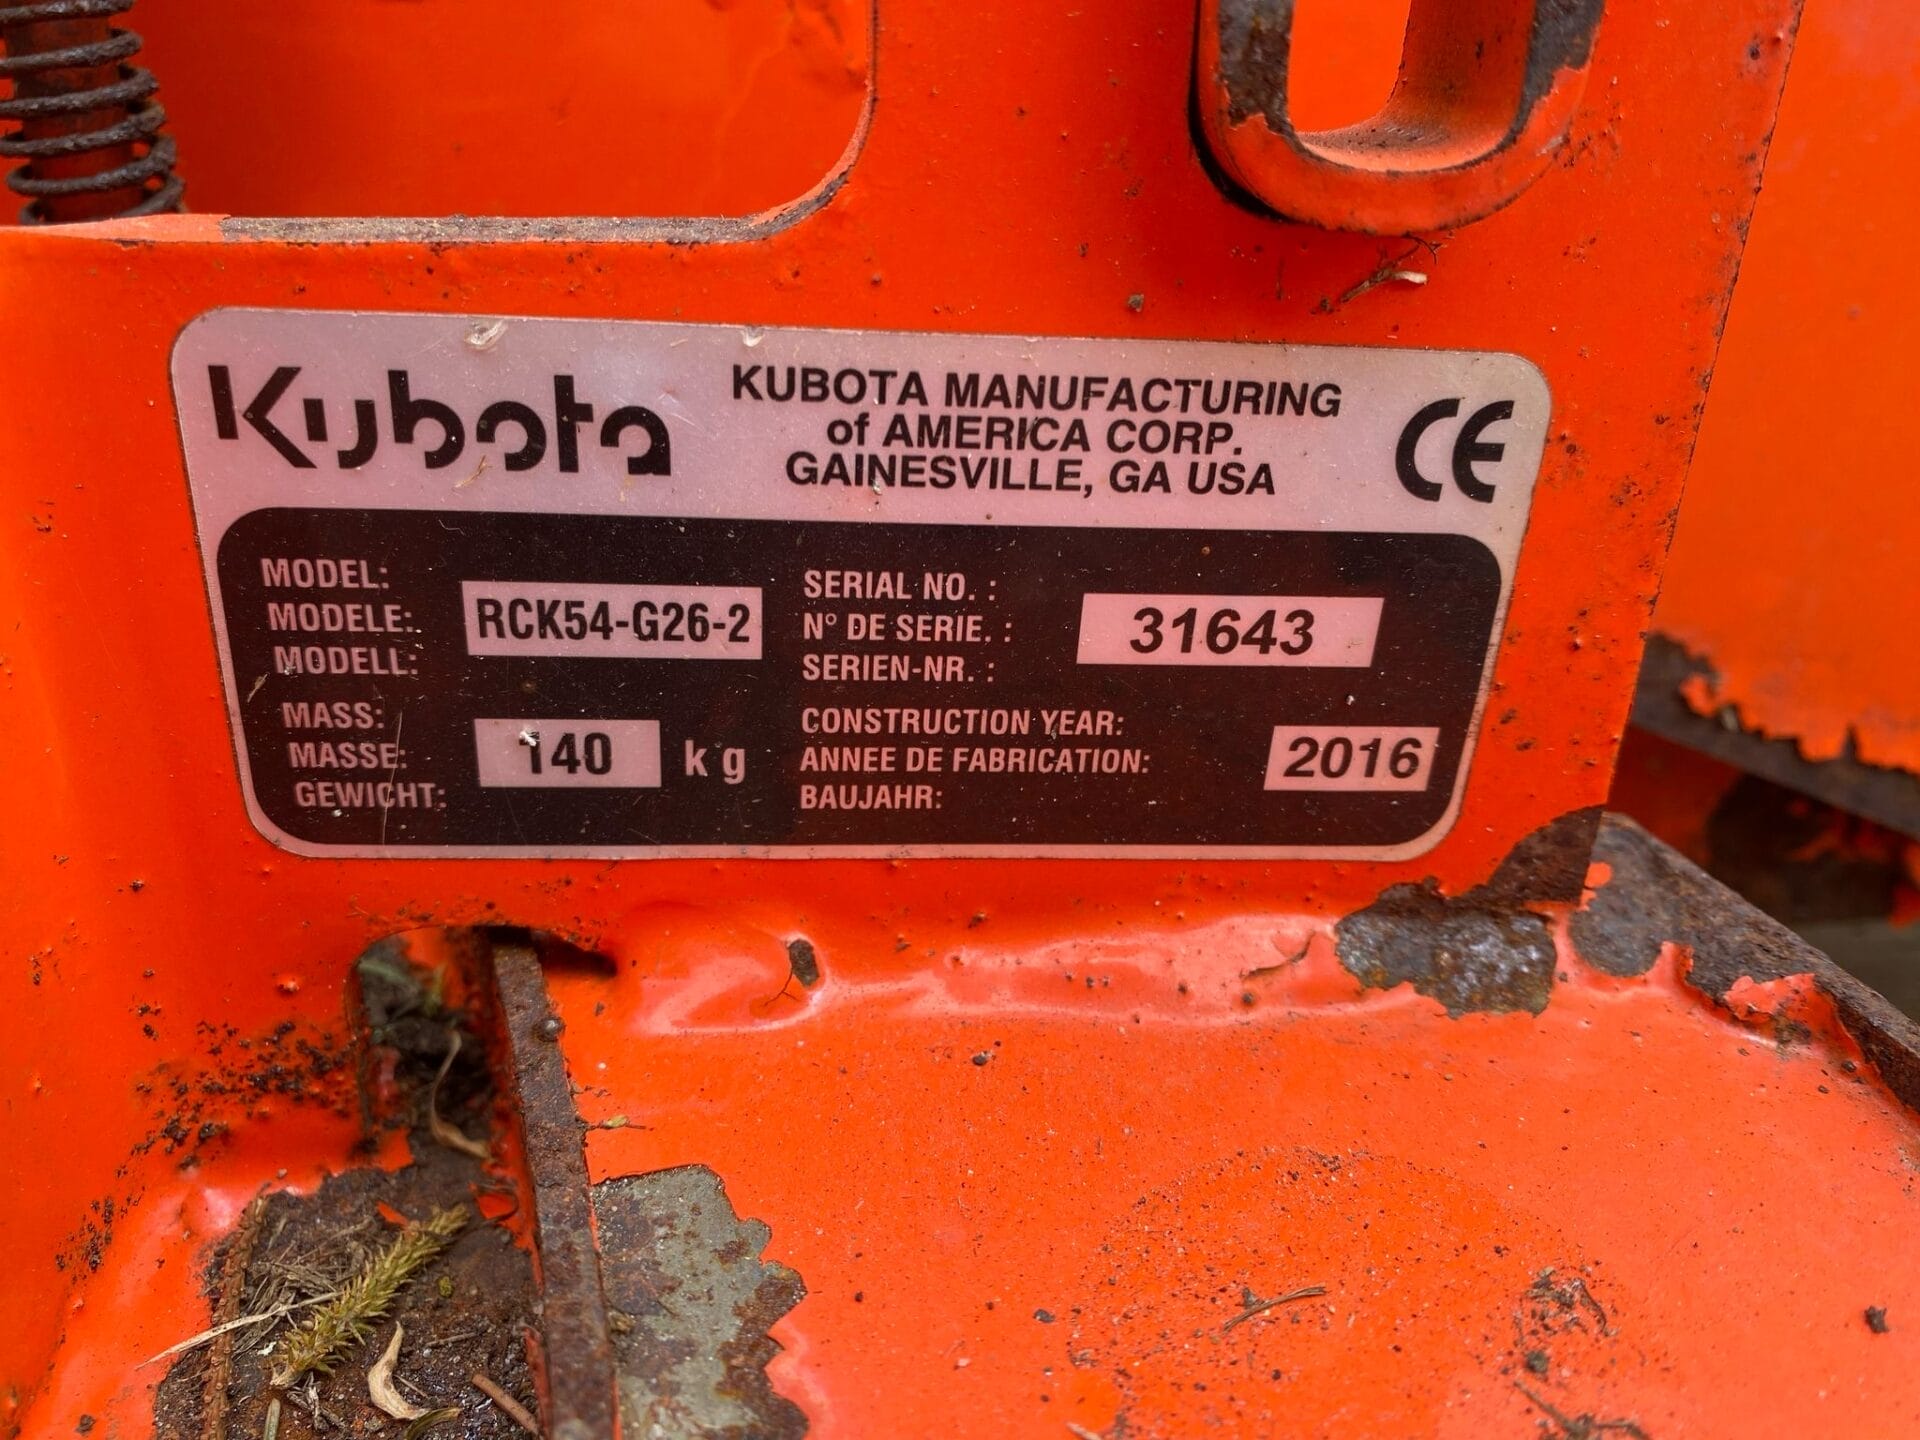 Kubota
KUBOTA MANUFACTURING
of AMERICA CORP.
GAINESVILLE, GA USA
CE
MODEL:
MODELE:
MODELL:
RCK54-G26-2
SERIAL NO. :
N° DE SERIE. :
SERIEN-NR. :
31643
MASS:
MASSE:
GEWICHT:
140 kg
CONSTRUCTION YEAR:
ANNEE DE FABRICATION:
BAUJAHR:
2016